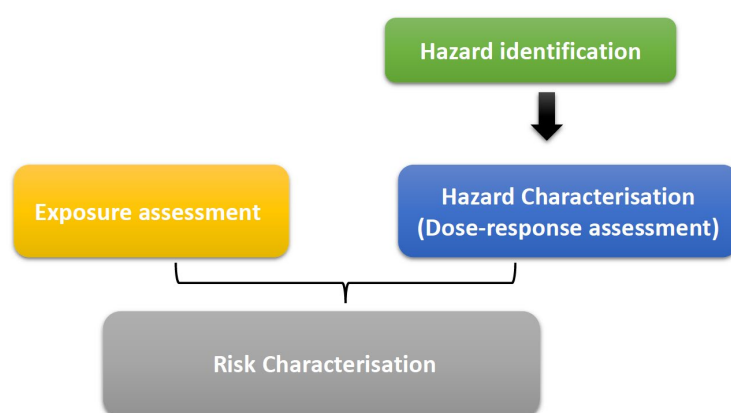 Hazard identification
Exposure assessment
Hazard Characterisation
(Dose-response assessment)
Risk Characterisation